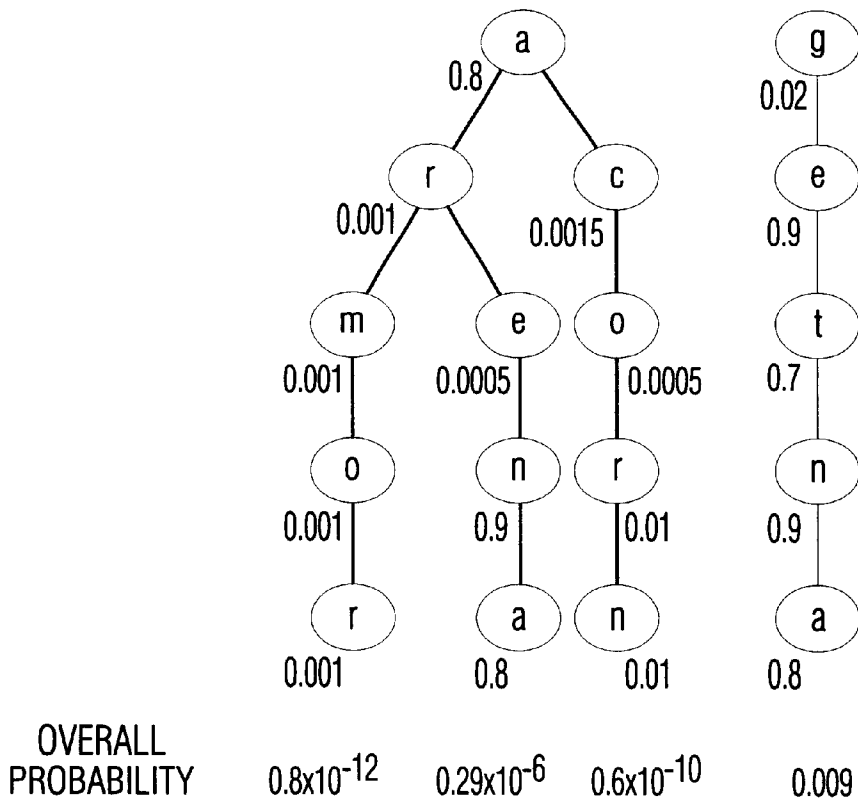 a g
0.8 0.02
r c e
0.001 0.0015 0.9
m e o t
0.001 0.0005 0.0005 0.7
o n r n
0.001 0.9 0.01 0.9
r a n a
0.001 0.8 0.01 0.8
OVERALL
PROBABILITY 0.8x10⁻¹² 0.29x10⁻⁶ 0.6x10⁻¹⁰ 0.009